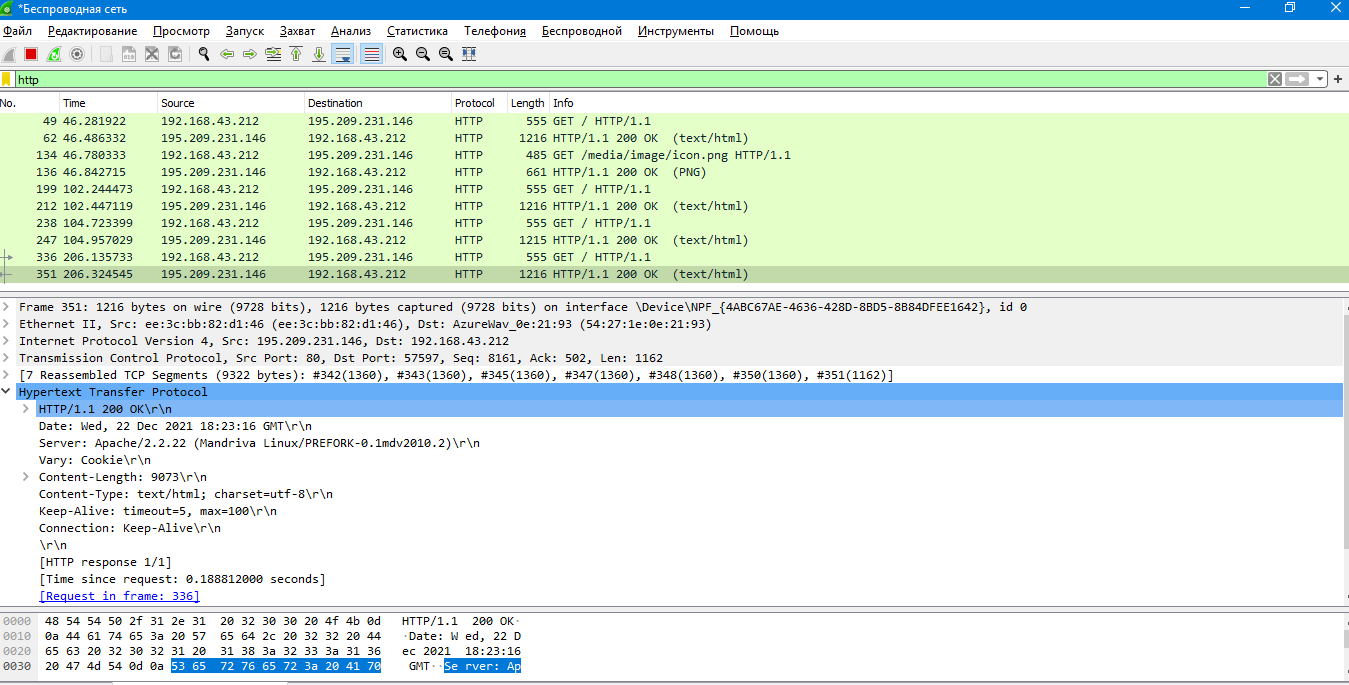 *Беспроводная сеть
Файл Редактирование Просмотр Запуск Захват Анализ Статистика Телефония Беспроводной Инструменты Помощь
http
No. Time Source Destination Protocol Length Info
49 46.281922 192.168.43.212 195.209.231.146 HTTP 555 GET / HTTP/1.1
62 46.486332 195.209.231.146 192.168.43.212 HTTP 1216 HTTP/1.1 200 OK (text/html)
134 46.780333 192.168.43.212 195.209.231.146 HTTP 485 GET /media/image/icon.png HTTP/1.1
136 46.842715 195.209.231.146 192.168.43.212 HTTP 661 HTTP/1.1 200 OK (PNG)
199 102.244473 192.168.43.212 195.209.231.146 HTTP 555 GET / HTTP/1.1
212 102.447119 195.209.231.146 192.168.43.212 HTTP 1216 HTTP/1.1 200 OK (text/html)
238 104.723399 192.168.43.212 195.209.231.146 HTTP 555 GET / HTTP/1.1
247 104.957029 195.209.231.146 192.168.43.212 HTTP 1215 HTTP/1.1 200 OK (text/html)
336 206.135733 192.168.43.212 195.209.231.146 HTTP 555 GET / HTTP/1.1
351 206.324545 195.209.231.146 192.168.43.212 HTTP 1216 HTTP/1.1 200 OK (text/html)
Frame 351: 1216 bytes on wire (9728 bits), 1216 bytes captured (9728 bits) on interface \Device\NPF_{4ABC67AE-4636-428D-8BD5-8B84DFEE1642}, id 0
Ethernet II, Src: ee:3c:bb:82:d1:46 (ee:3c:bb:82:d1:46), Dst: AzureWav_0e:21:93 (54:27:1e:0e:21:93)
Internet Protocol Version 4, Src: 195.209.231.146, Dst: 192.168.43.212
Transmission Control Protocol, Src Port: 80, Dst Port: 57597, Seq: 8161, Ack: 502, Len: 1162
[7 Reassembled TCP Segments (9322 bytes): #342(1360), #343(1360), #345(1360), #347(1360), #348(1360), #350(1360), #351(1162)]
Hypertext Transfer Protocol
HTTP/1.1 200 OK\r\n
Date: Wed, 22 Dec 2021 18:23:16 GMT\r\n
Server: Apache/2.2.22 (Mandriva Linux/PREFORK-0.1mdv2010.2)\r\n
Vary: Cookie\r\n
Content-Length: 9073\r\n
Content-Type: text/html; charset=utf-8\r\n
Keep-Alive: timeout=5, max=100\r\n
Connection: Keep-Alive\r\n
\r\n
[HTTP response 1/1]
[Time since request: 0.188812000 seconds]
[Request in frame: 336]
0000 48 54 54 50 2f 31 2e 31 20 32 30 30 20 4f 4b 0d HTTP/1.1 200 OK·
0010 0a 44 61 74 65 3a 20 57 65 64 2c 20 32 32 20 44 ·Date: W ed, 22 D
0020 65 63 20 32 30 32 31 20 31 38 3a 32 33 3a 31 36 ec 2021 18:23:16
0030 20 47 4d 54 0d 0a 53 65 72 76 65 72 3a 20 41 70 GMT··Se rver: Ap